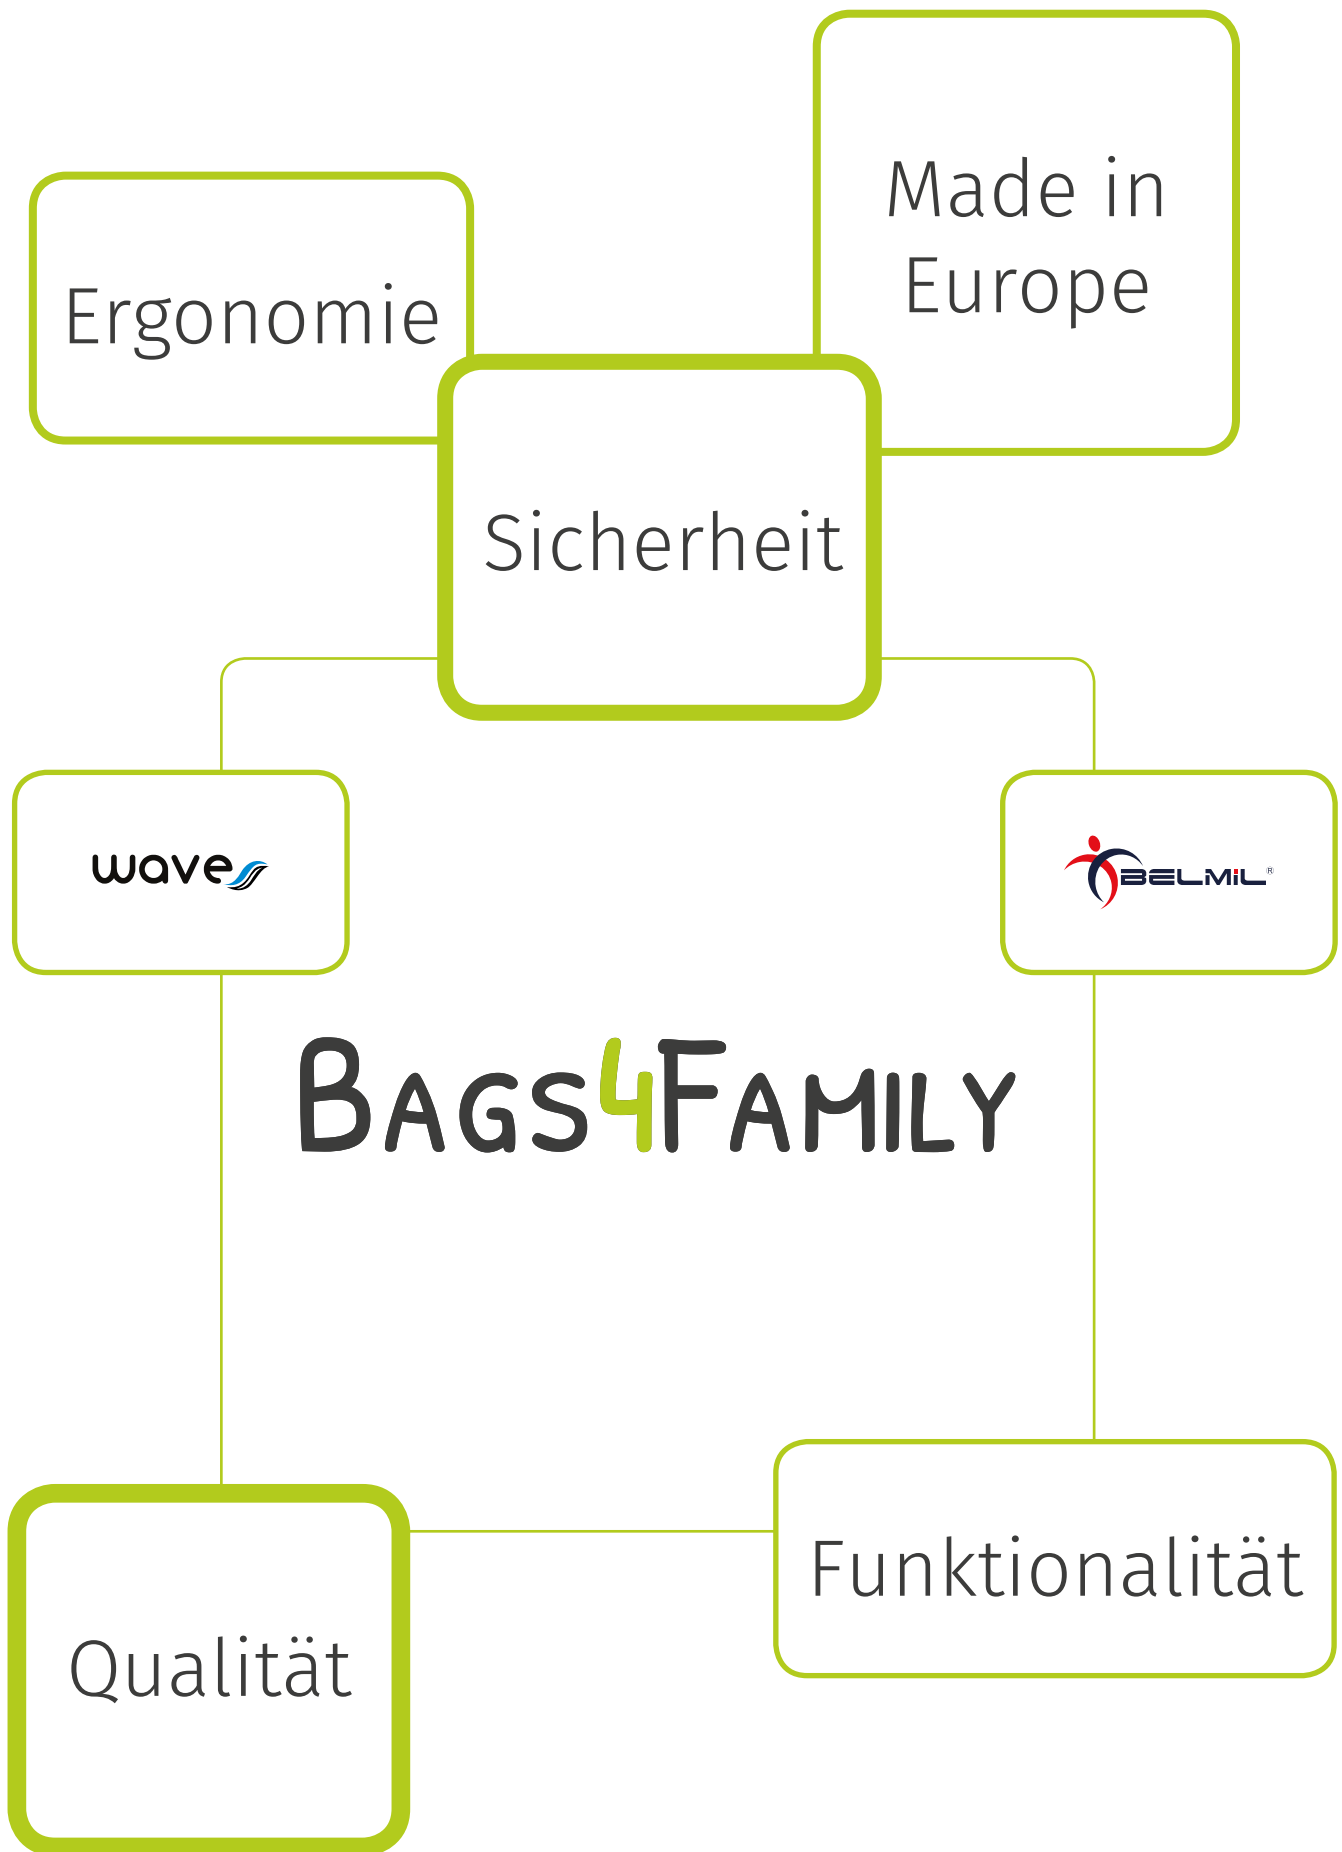 Made in
Europe
Ergonomie
Sicherheit
wave
BELMiL®
Bags4Family
Funktionalität
Qualität